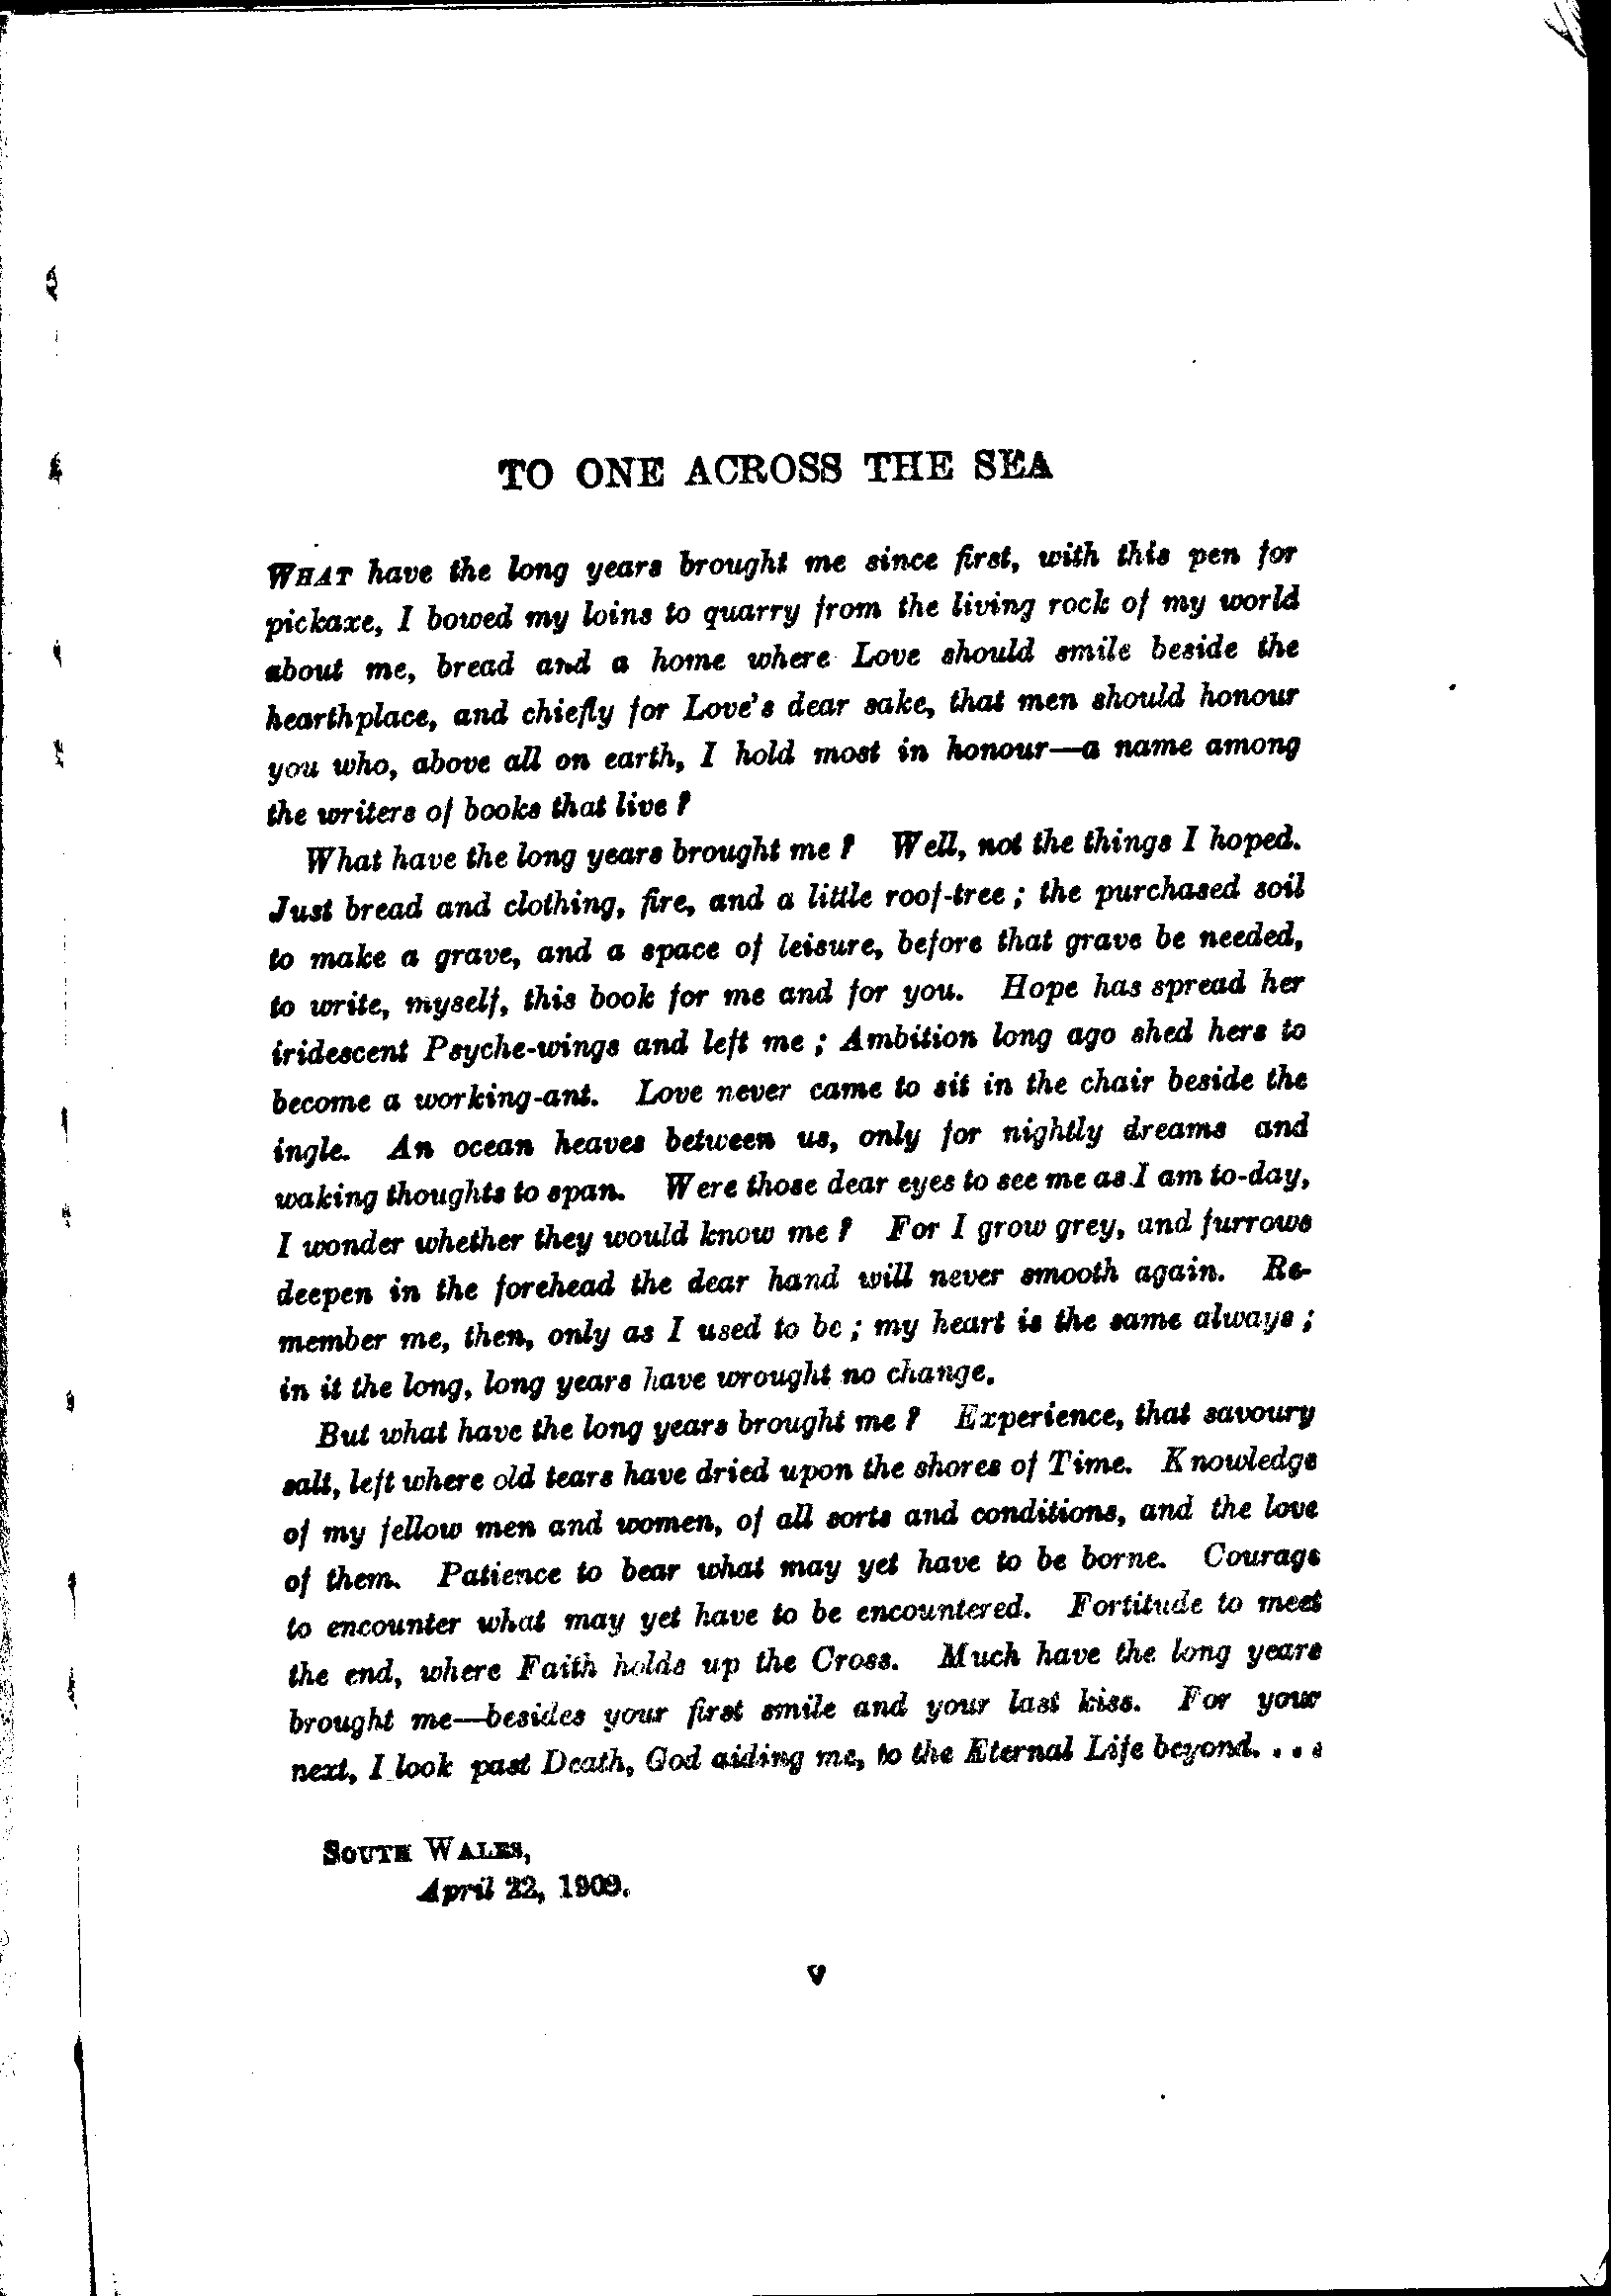 TO ONE ACROSS THE SEA
WHAT have the long years brought me since first, with this pen for
pickaxe, I bowed my loins to quarry from the living rock of my world
about me, bread and a home where Love should smile beside the
hearthplace, and chiefly for Love's dear sake, that men should honour
you who, above all on earth, I hold most in honour—a name among
the writers of books that live?
What have the long years brought me? Well, not the things I hoped.
Just bread and clothing, fire, and a little roof-tree; the purchased soil
to make a grave, and a space of leisure, before that grave be needed,
to write, myself, this book for me and for you. Hope has spread her
iridescent Psyche-wings and left me; Ambition long ago shed hers to
become a working-ant. Love never came to sit in the chair beside the
ingle. An ocean heaves between us, only for nightly dreams and
waking thoughts to span. Were those dear eyes to see me as I am to-day,
I wonder whether they would know me? For I grow grey, and furrows
deepen in the forehead the dear hand will never smooth again. Re-
member me, then, only as I used to be; my heart is the same always;
in it the long, long years have wrought no change.
But what have the long years brought me? Experience, that savoury
salt, left where old tears have dried upon the shores of Time. Knowledge
of my fellow men and women, of all sorts and conditions, and the love
of them. Patience to bear what may yet have to be borne. Courage
to encounter what may yet have to be encountered. Fortitude to meet
the end, where Faith holds up the Cross. Much have the long years
brought me—besides your first smile and your last kiss. For your
next, I look past Death, God aiding me, to the Eternal Life beyond. . . .
SOUTH WALES,
April 22, 1909.
v